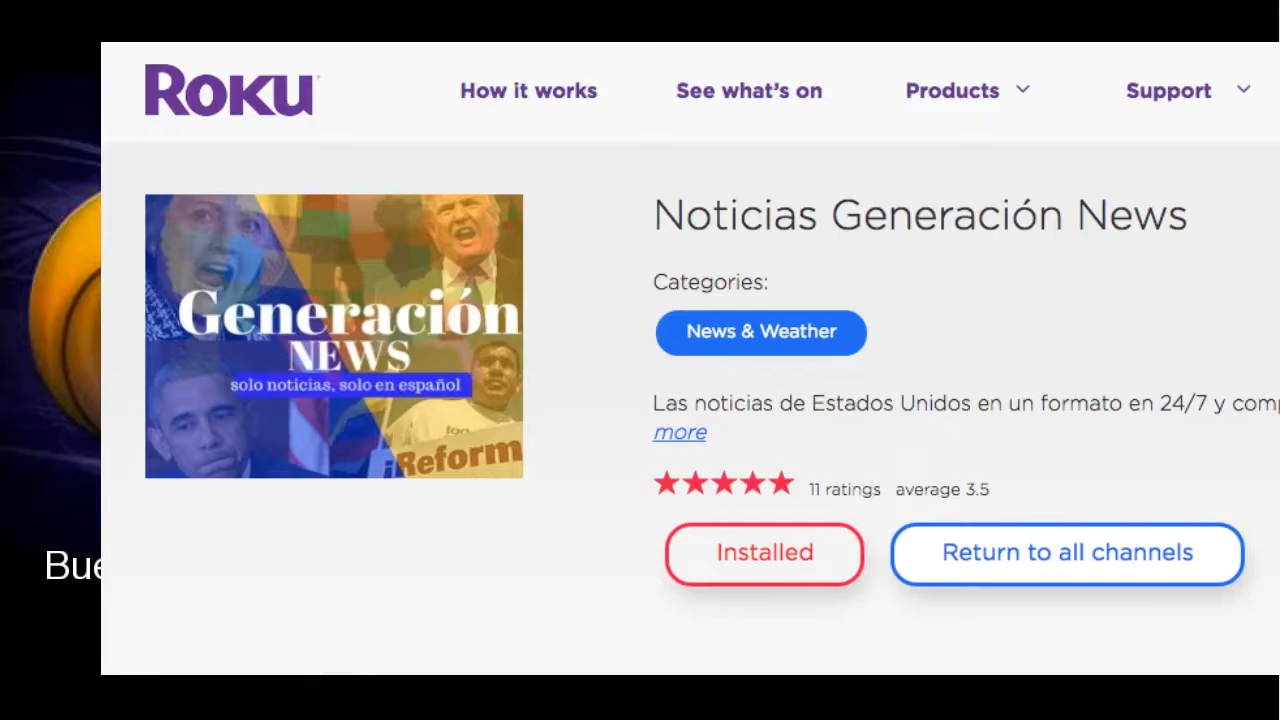 Roku
How it works
See what's on
Products
Support
Generación
NEWS
solo noticias, solo en español
¡Reform
Noticias Generación News
Categories:
News & Weather
Las noticias de Estados Unidos en un formato en 24/7 y comp
more
11 ratings average 3.5
Installed
Return to all channels
Bue